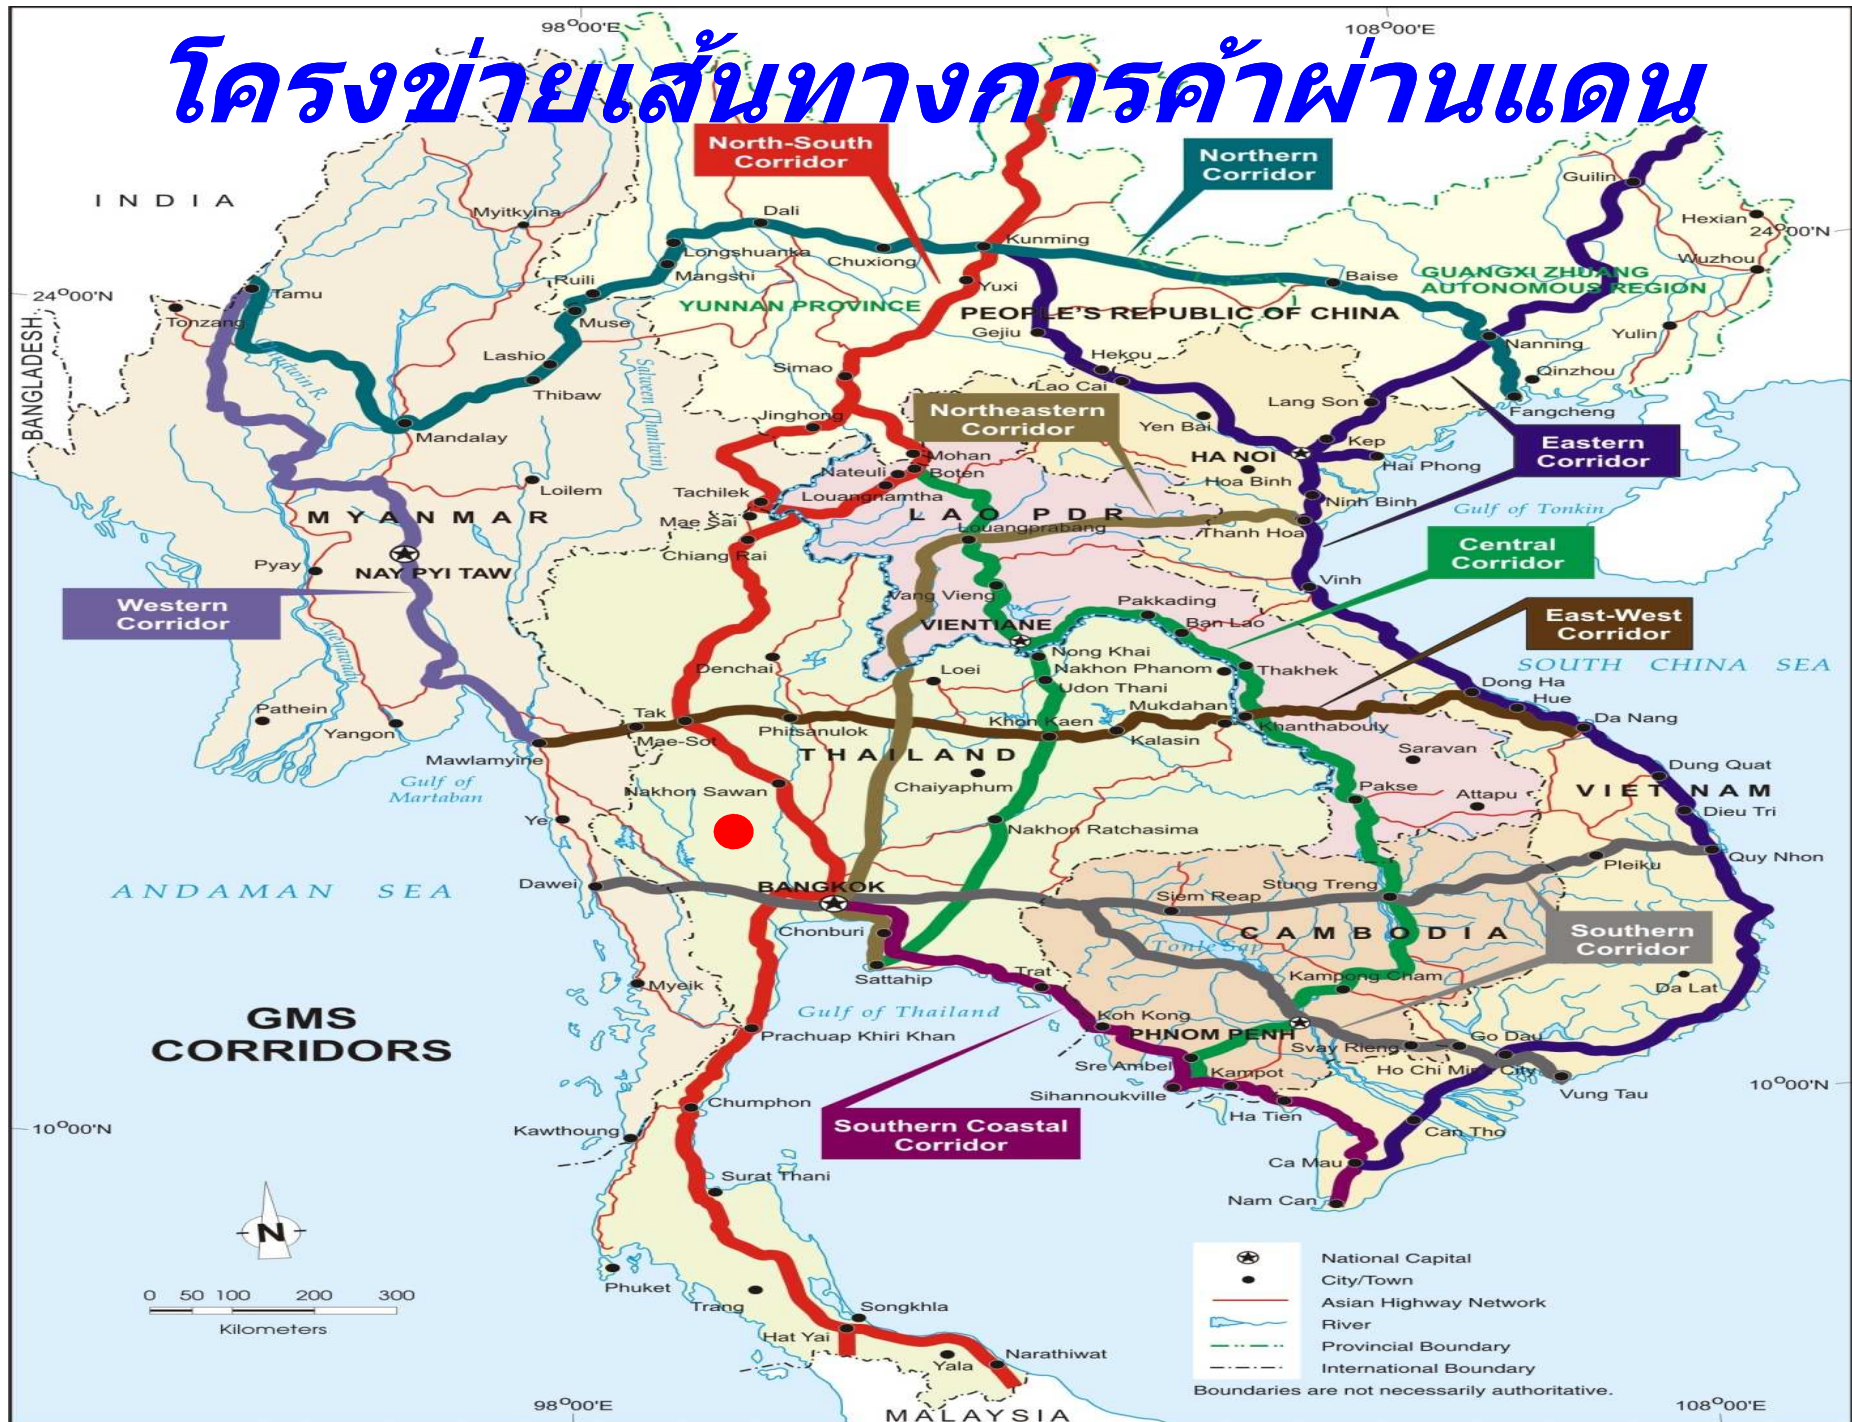 98°00'E
108°00'E
โครงข่ายเส้นทางการค้าผ่านแดน
North-South
Corridor
Northern
Corridor
INDIA
Guilin
Hexian
24°00'N
Myitkyina
Dali
Kunming
Longshuanka
Chuxiong
Wuzhou
Mangshi
Ruili
Baise
GUANGXI ZHUANG
AUTONOMOUS REGION
24°00'N
Tamu
Yuxi
YUNNAN PROVINCE
PEOPLE'S REPUBLIC OF CHINA
Tonzang
Muse
Gejiu
Yulin
Nanning
BANGLADESH
Chindwin R.
Salween (Thanlwin)
Lashio
Hekou
Simao
Lao Cai
Qinzhou
Thibaw
Lang Son
Fangcheng
Northeastern
Corridor
Jinghong
Yen Bai
Mandalay
Kep
Eastern
Corridor
Mohan
HA NOI
Hai Phong
Nateuli
Boten
Hoa Binh
Loilem
Tachilek
Louangnamtha
Ninh Binh
Gulf of Tonkin
MYANMAR
Mae Sai
LAO PDR
Louangprabang
Thanh Hoa
Chiang Rai
Central
Corridor
Pyay
NAY PYI TAW
Vinh
Vang Vieng
Western
Corridor
Pakkading
East-West
Corridor
VIENTIANE
Ban Lao
Ayeyawady
Nong Khai
Denchai
Loei
Nakhon Phanom
Thakhek
SOUTH CHINA SEA
Udon Thani
Dong Ha
Hue
Pathein
Tak
Mukdahan
Da Nang
Yangon
Phitsanulok
Khon Kaen
Khanthabouly
Mae-Sot
Kalasin
Mawlamyine
THAILAND
Saravan
Gulf of
Martaban
Dung Quat
Nakhon Sawan
Chaiyaphum
Pakse
Attapu
VIETNAM
Dieu Tri
Ye
Nakhon Ratchasima
Quy Nhon
Pleiku
Dawei
BANGKOK
Stung Treng
ANDAMAN SEA
Siem Reap
Southern
Corridor
Chonburi
CAMBODIA
Tonle Sap
Sattahip
Trat
Kampong Cham
Myeik
Da Lat
Gulf of Thailand
Koh Kong
GMS
CORRIDORS
Prachuap Khiri Khan
PHNOM PENH
Go Dau
Svay Rieng
Sre Ambel
Kampot
Ho Chi Minh City
10°00'N
Sihannoukville
Vung Tau
Chumphon
Ha Tien
10°00'N
Kawthoung
Southern Coastal
Corridor
Can Tho
Ca Mau
Surat Thani
Nam Can
N
National Capital
City/Town
Phuket
0 50 100 200 300
Trang
Asian Highway Network
Songkhla
Kilometers
River
Hat Yai
Provincial Boundary
Yala
Narathiwat
International Boundary
Boundaries are not necessarily authoritative.
98°00'E
108°00'E
MALAYSIA